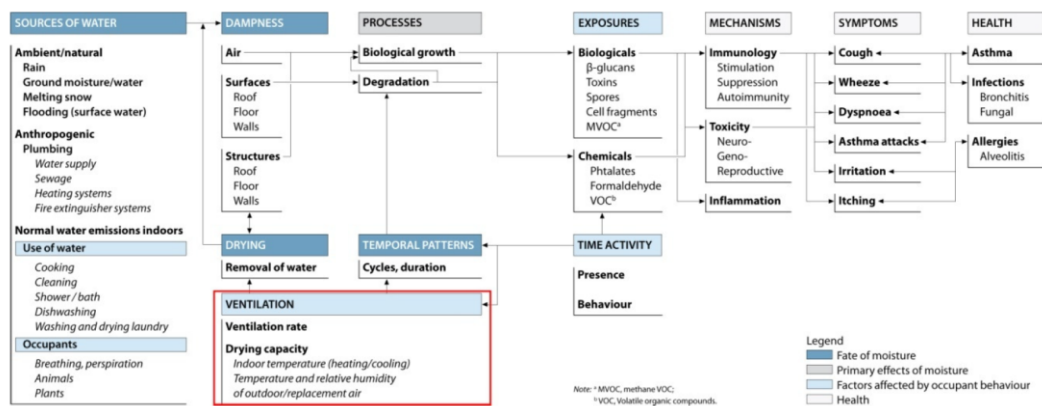 SOURCES OF WATER
Ambient/natural
Rain
Ground moisture/water
Melting snow
Flooding (surface water)
Anthropogenic
Plumbing
Water supply
Sewage
Heating systems
Fire extinguisher systems
Normal water emissions indoors
Use of water
Cooking
Cleaning
Shower / bath
Dishwashing
Washing and drying laundry
Occupants
Breathing, perspiration
Animals
Plants
DAMPNESS
Air
Surfaces
Roof
Floor
Walls
Structures
Roof
Floor
Walls
DRYING
Removal of water
VENTILATION
Ventilation rate
Drying capacity
Indoor temperature (heating/cooling)
Temperature and relative humidity
of outdoor/replacement air
PROCESSES
Biological growth
Degradation
TEMPORAL PATTERNS
Cycles, duration
EXPOSURES
Biologicals
β-glucans
Toxins
Spores
Cell fragments
MVOCᵃ
Chemicals
Phtalates
Formaldehyde
VOCᵇ
TIME ACTIVITY
Presence
Behaviour
MECHANISMS
Immunology
Stimulation
Suppression
Autoimmunity
Toxicity
Neuro-
Geno-
Reproductive
Inflammation
SYMPTOMS
Cough
Wheeze
Dyspnoea
Asthma attacks
Irritation
Itching
HEALTH
Asthma
Infections
Bronchitis
Fungal
Allergies
Alveolitis
Note: ᵃ MVOC, methane VOC;
ᵇ VOC, Volatile organic compounds.
Legend
Fate of moisture
Primary effects of moisture
Factors affected by occupant behaviour
Health